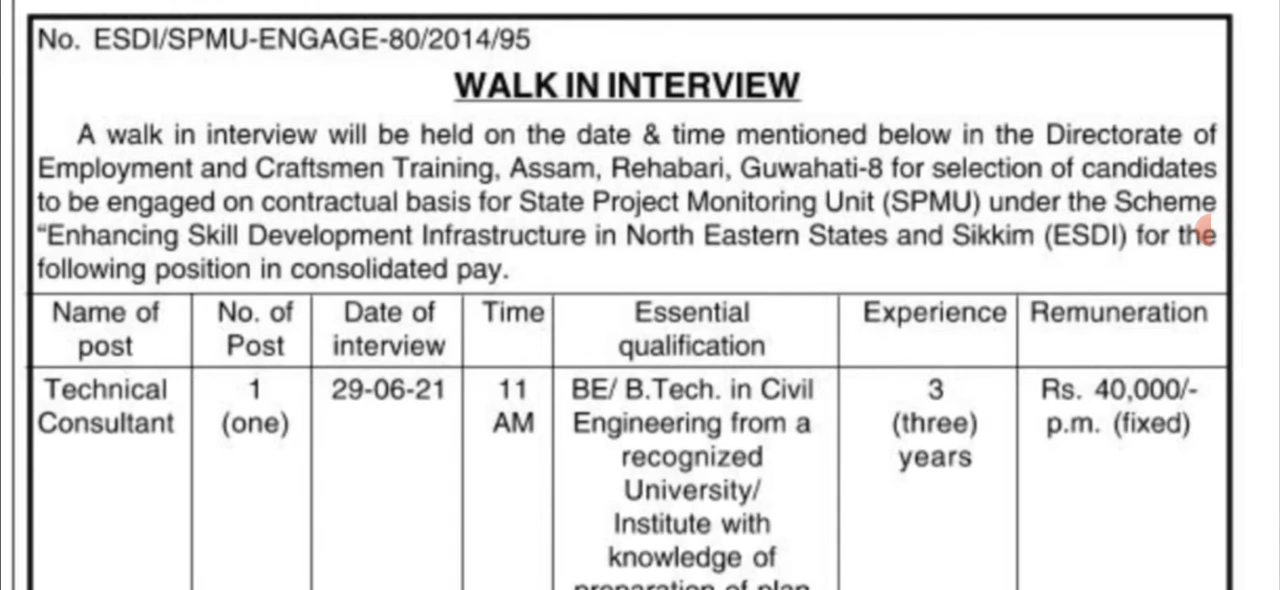 No. ESDI/SPMU-ENGAGE-80/2014/95
WALK IN INTERVIEW
A walk in interview will be held on the date & time mentioned below in the Directorate of
Employment and Craftsmen Training, Assam, Rehabari, Guwahati-8 for selection of candidates
to be engaged on contractual basis for State Project Monitoring Unit (SPMU) under the Scheme
“Enhancing Skill Development Infrastructure in North Eastern States and Sikkim (ESDI) for the
following position in consolidated pay.
Name of post
No. of Post
Date of interview
Time
Essential qualification
Experience
Remuneration
Technical Consultant
1 (one)
29-06-21
11 AM
BE/ B.Tech. in Civil
Engineering from a
recognized
University/
Institute with
knowledge of
preparation of plan
3 (three) years
Rs. 40,000/-
p.m. (fixed)